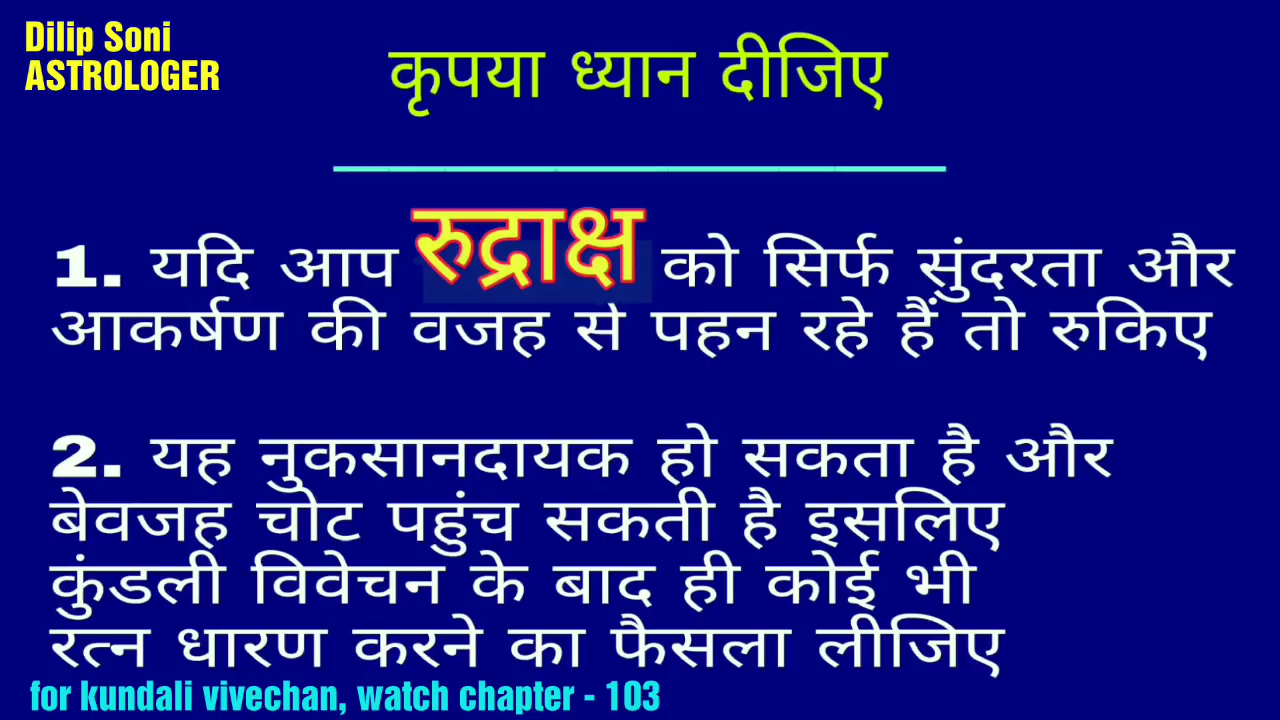 Dilip Soni
ASTROLOGER
कृपया ध्यान दीजिए
1. यदि आप रुद्राक्ष को सिर्फ सुंदरता और
आकर्षण की वजह से पहन रहे हैं तो रुकिए
2. यह नुकसानदायक हो सकता है और
बेवजह चोट पहुंच सकती है इसलिए
कुंडली विवेचन के बाद ही कोई भी
रत्न धारण करने का फैसला लीजिए
for kundali vivechan, watch chapter - 103